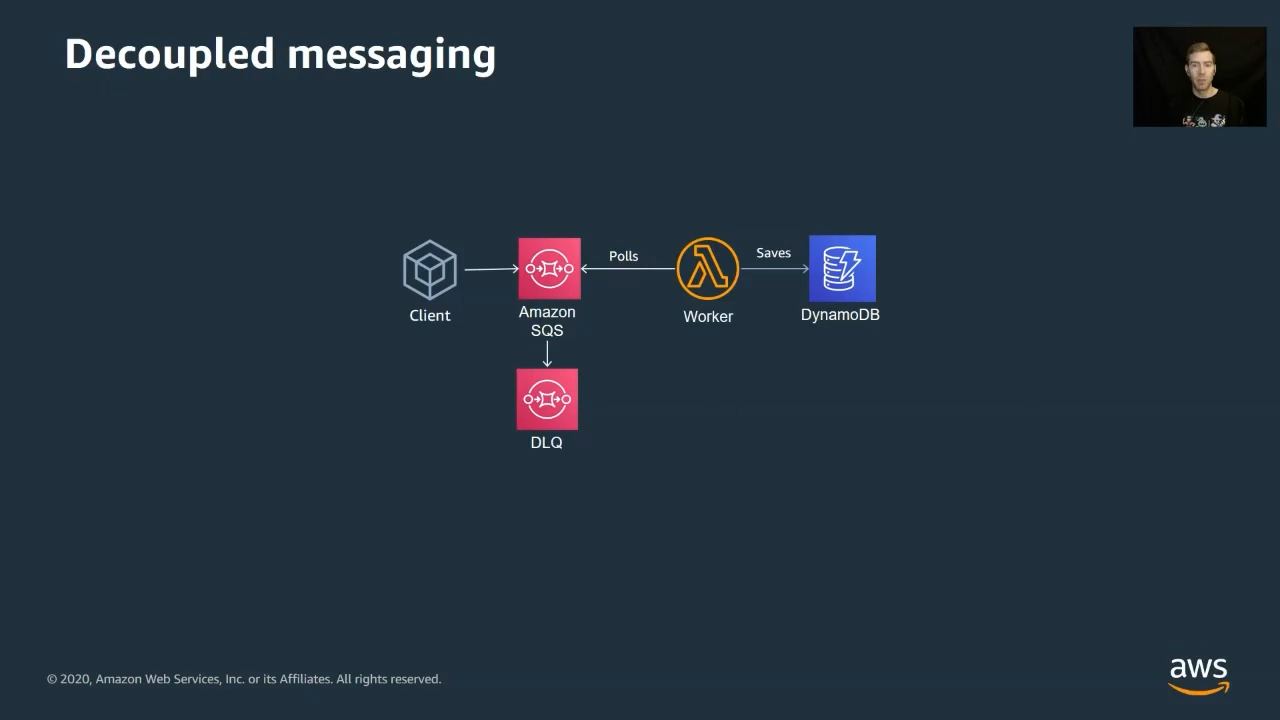 Decoupled messaging
Polls
Saves
Client
Amazon
SQS
Worker
DynamoDB
DLQ
© 2020, Amazon Web Services, Inc. or its Affiliates. All rights reserved.
aws